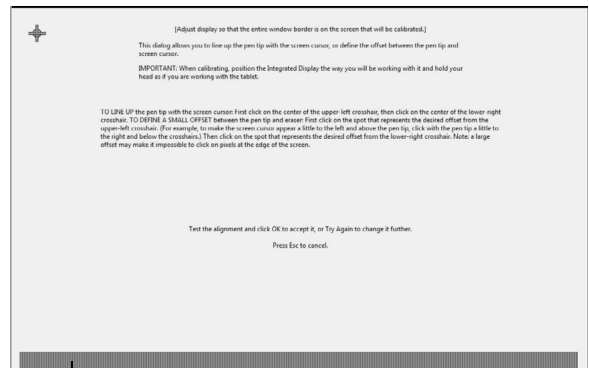 [Adjust display so that the entire window border is on the screen that will be calibrated.]
This dialog allows you to line up the pen tip with the screen cursor, or define the offset between the pen tip and
screen cursor.
IMPORTANT: When calibrating, position the Integrated Display the way you will be working with it and hold your
head as if you are working with the tablet.
TO LINE UP the pen tip with the screen cursor: First click on the center of the upper-left crosshair, then click on the center of the lower-right
crosshair. TO DEFINE A SMALL OFFSET between the pen tip and eraser: First click on the spot that represents the desired offset from the
upper-left crosshair. (For example, to make the screen cursor appear a little to the left and above the pen tip, click with the pen tip a little to
the right and below the crosshairs.) Then click on the spot that represents the desired offset from the lower-right crosshair. Note: a large
offset may make it impossible to click on pixels at the edge of the screen.
Test the alignment and click OK to accept it, or Try Again to change it further.
Press Esc to cancel.